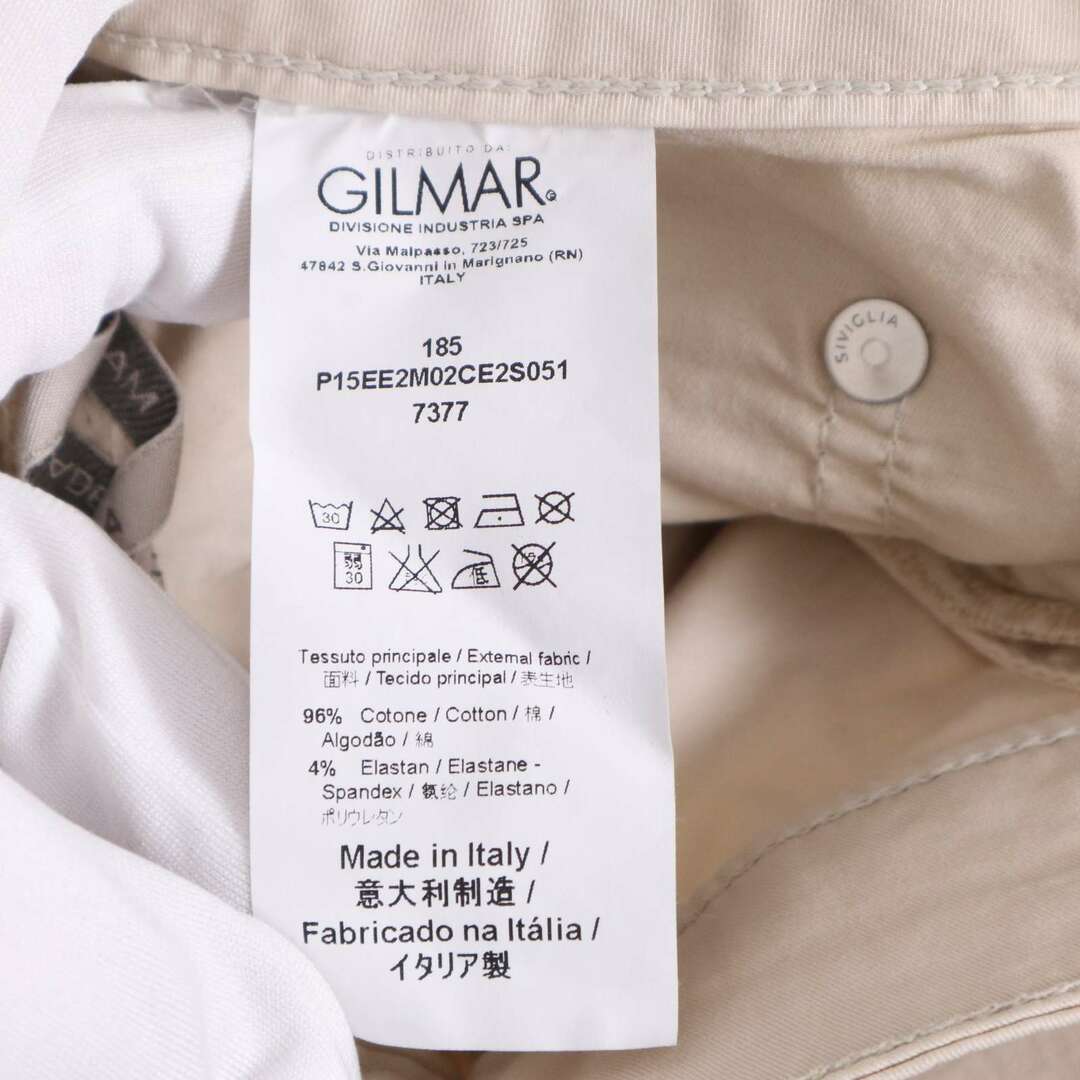 DISTRIBUITO DA:
GILMAR
DIVISIONE INDUSTRIA SPA
Via Malpasso, 723/725
47842 S.Giovanni in Marignano (RN)
ITALY
185
P15EE2M02CE2S051
7377
30
30
低
Tessuto principale / External fabric /
面料 / Tecido principal / 表生地
96% Cotone / Cotton / 棉 /
Algodão / 綿
4% Elastan / Elastane -
Spandex / 氨纶 / Elastano /
ポリウレタン
Made in Italy /
意大利制造 /
Fabricado na Itália /
イタリア製
SIVIGLIA